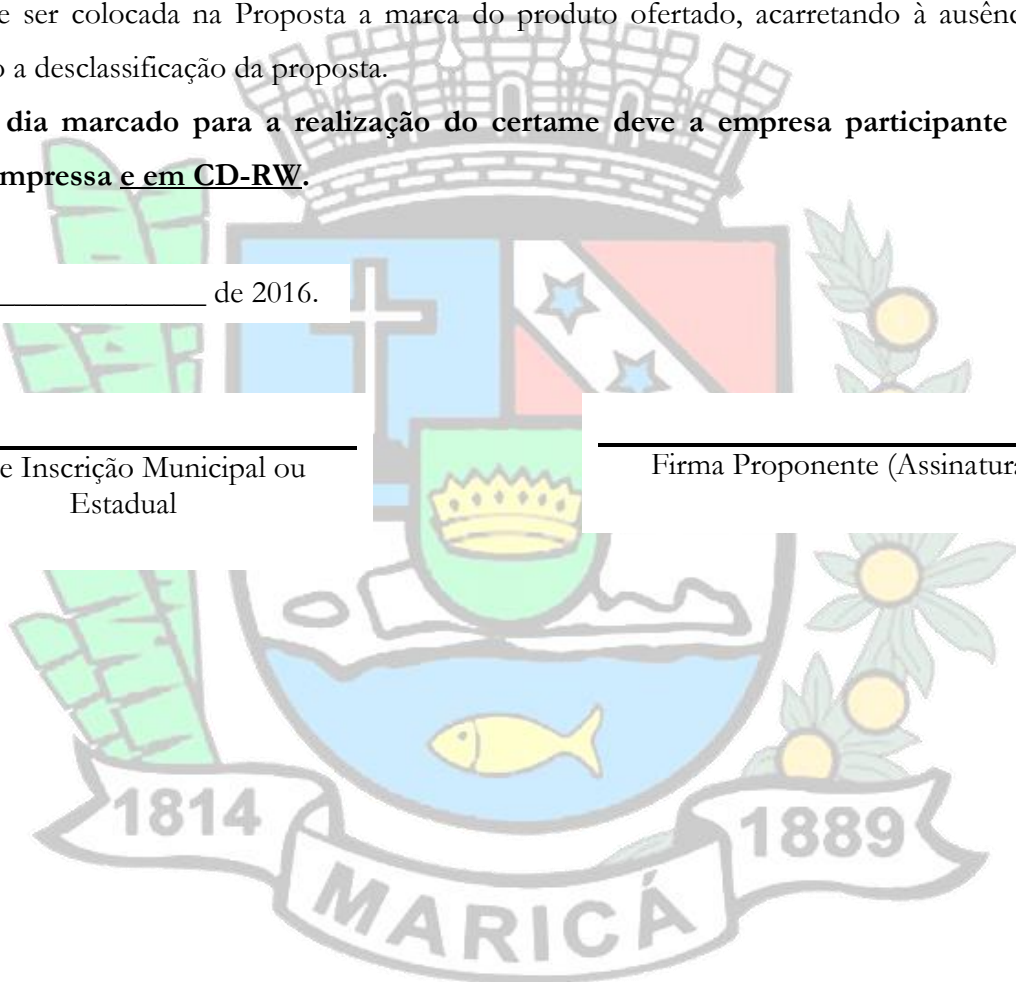 e ser colocada na Proposta a marca do produto ofertado, acarretando à ausênc
o a desclassificação da proposta.
dia marcado para a realização do certame deve a empresa participante
mpressa e em CD-RW.
_______________ de 2016.
e Inscrição Municipal ou
Estadual
Firma Proponente (Assinatura
1814
1889
MARICÁ